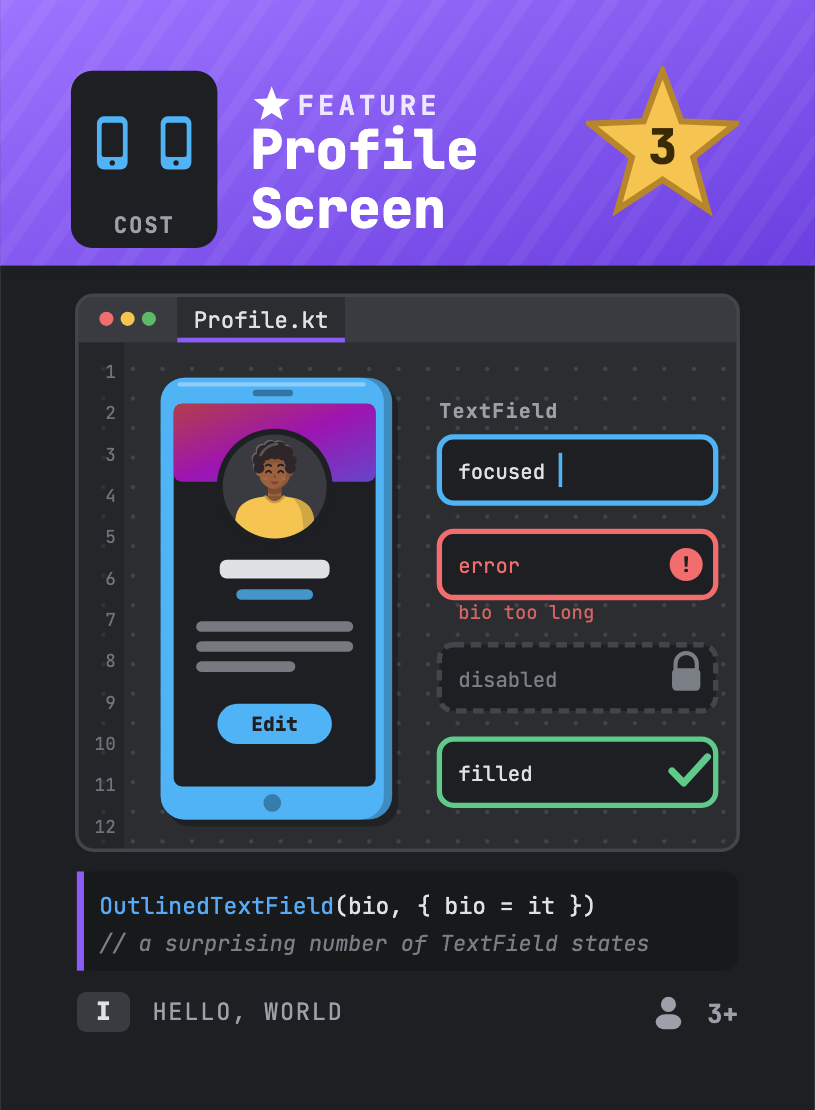 FEATURE
Profile
Screen
COST
3
Profile.kt
1
2
3
4
5
6
7
8
9
10
11
12
Edit
TextField
focused
error
!
bio too long
disabled
filled
OutlinedTextField(bio, { bio = it })
// a surprising number of TextField states
I HELLO, WORLD
3+